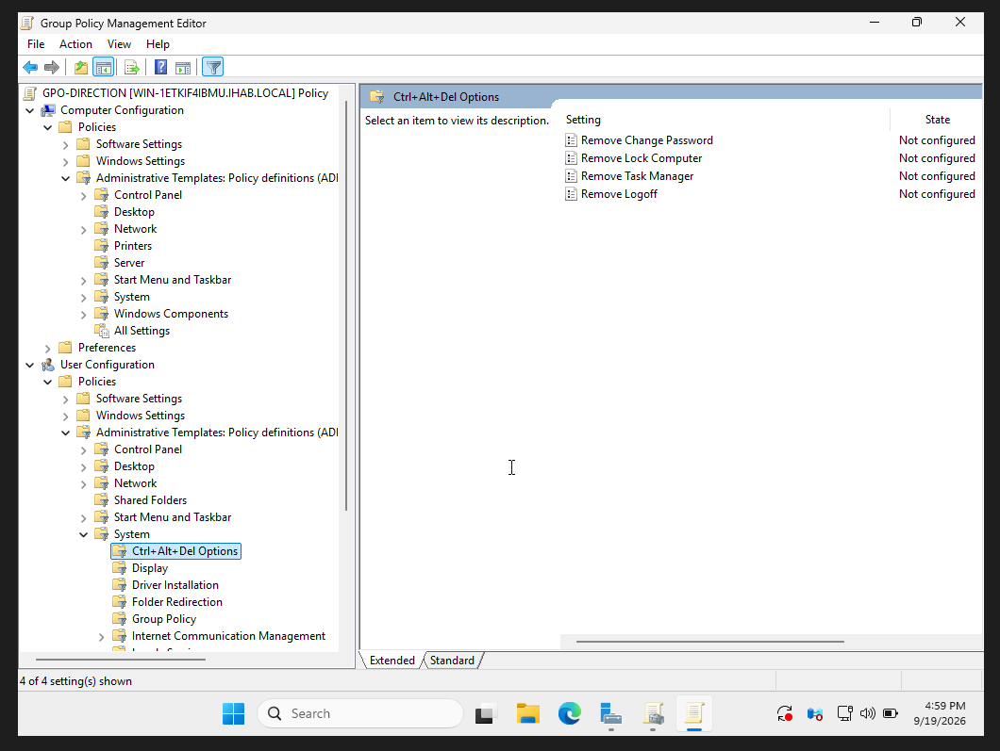 Group Policy Management Editor
File Action View Help
GPO-DIRECTION [WIN-1ETKIF4IBMU.IHAB.LOCAL] Policy
Computer Configuration
Policies
Software Settings
Windows Settings
Administrative Templates: Policy definitions (ADI
Control Panel
Desktop
Network
Printers
Server
Start Menu and Taskbar
System
Windows Components
All Settings
Preferences
User Configuration
Policies
Software Settings
Windows Settings
Administrative Templates: Policy definitions (ADI
Control Panel
Desktop
Network
Shared Folders
Start Menu and Taskbar
System
Ctrl+Alt+Del Options
Display
Driver Installation
Folder Redirection
Group Policy
Internet Communication Management
Ctrl+Alt+Del Options
Select an item to view its description.
Setting State
Remove Change Password Not configured
Remove Lock Computer Not configured
Remove Task Manager Not configured
Remove Logoff Not configured
Extended Standard
4 of 4 setting(s) shown
Search
4:59 PM
9/19/2026